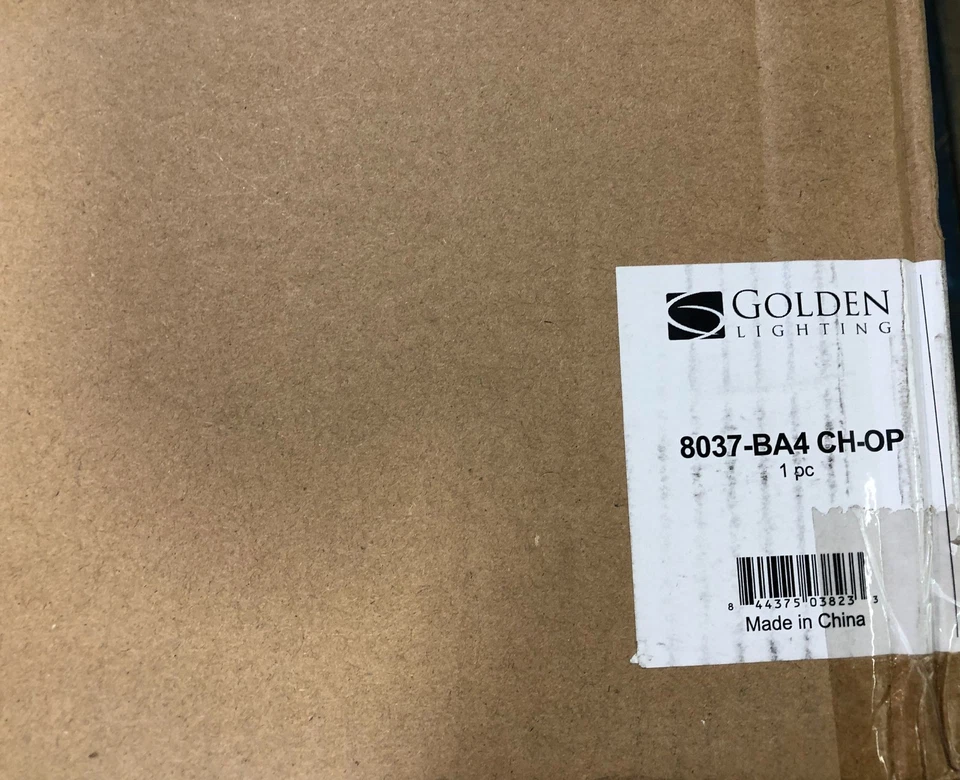 GOLDEN
LIGHTING
8037-BA4 CH-OP
1 pc
8 44375 03823 3
Made in China